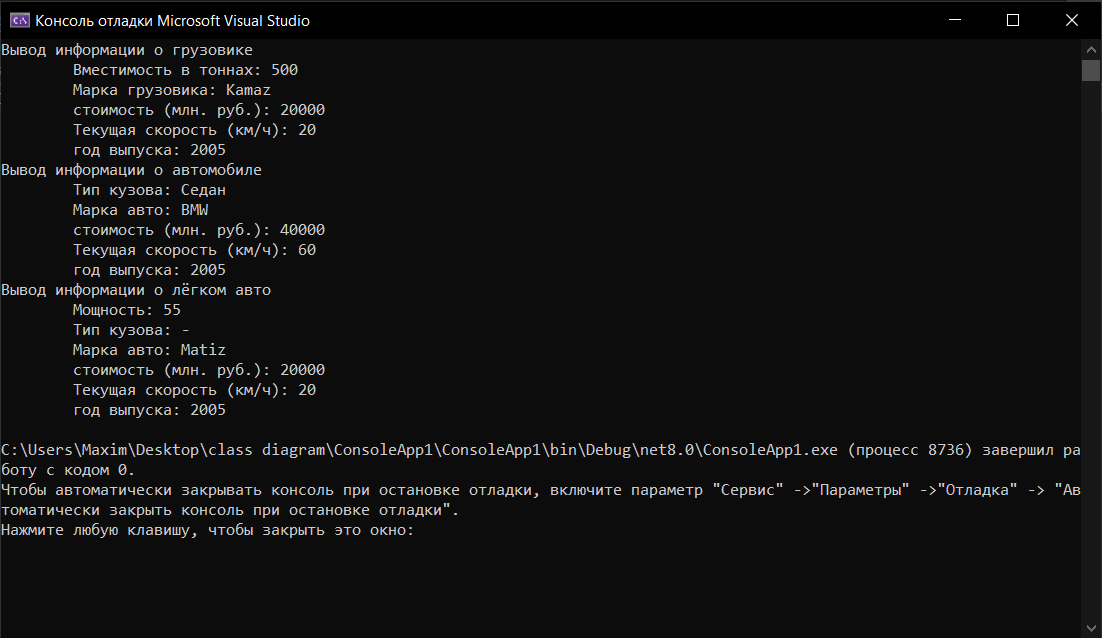 Консоль отладки Microsoft Visual Studio
Вывод информации о грузовике
Вместимость в тоннах: 500
Марка грузовика: Kamaz
стоимость (млн. руб.): 20000
Текущая скорость (км/ч): 20
год выпуска: 2005
Вывод информации о автомобиле
Тип кузова: Седан
Марка авто: BMW
стоимость (млн. руб.): 40000
Текущая скорость (км/ч): 60
год выпуска: 2005
Вывод информации о лёгком авто
Мощность: 55
Тип кузова: -
Марка авто: Matiz
стоимость (млн. руб.): 20000
Текущая скорость (км/ч): 20
год выпуска: 2005
C:\Users\Maxim\Desktop\class diagram\ConsoleApp1\ConsoleApp1\bin\Debug\net8.0\ConsoleApp1.exe (процесс 8736) завершил ра
боту с кодом 0.
Чтобы автоматически закрывать консоль при остановке отладки, включите параметр "Сервис" ->"Параметры" ->"Отладка" -> "Ав
томатически закрыть консоль при остановке отладки".
Нажмите любую клавишу, чтобы закрыть это окно: